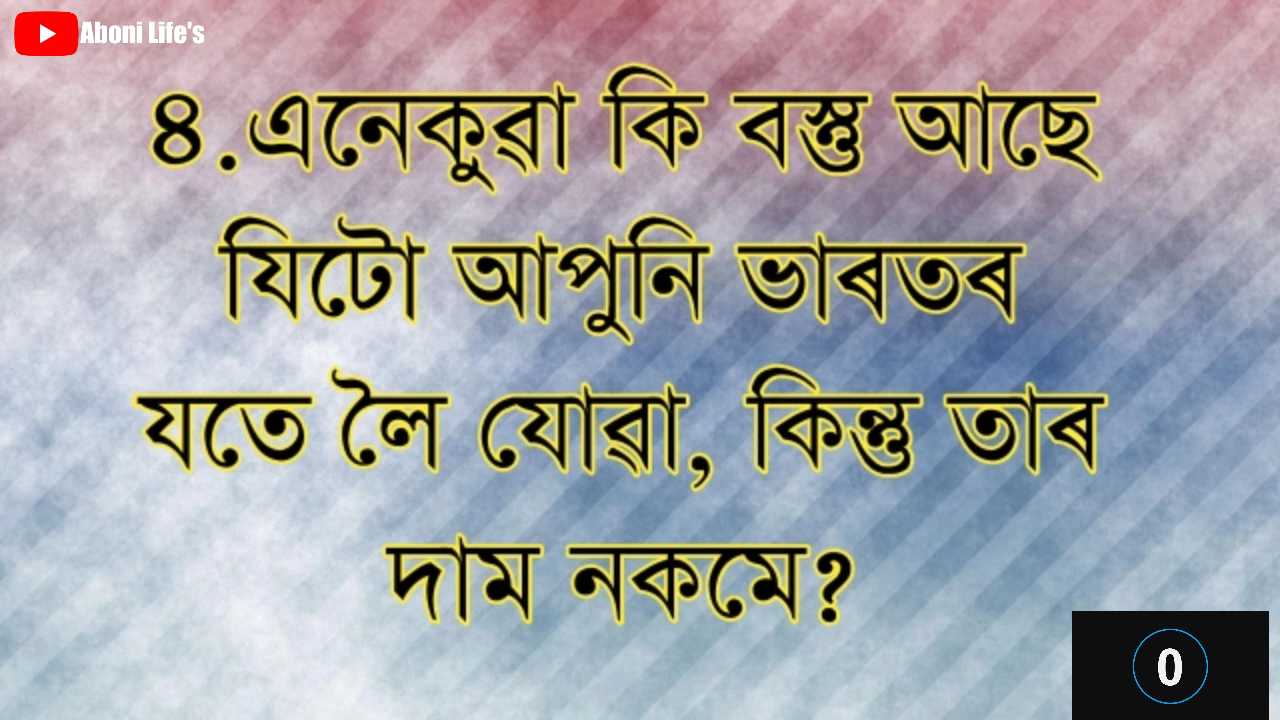 Aboni Life's
৪.এনেকুৱা কি বস্তু আছে
যিটো আপুনি ভাৰতৰ
যতে লৈ যোৱা, কিন্তু তাৰ
দাম নকমে?
0